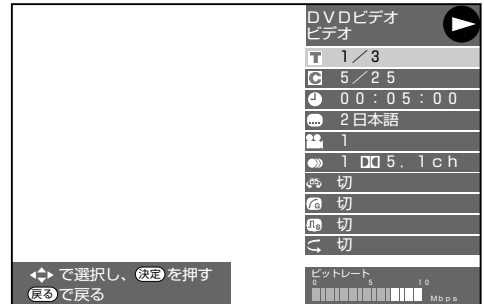 DVDビデオ
ビデオ
T 1／3
C 5／25
00：05：00
2日本語
1
1 DD 5．1ch
切
切
切
切
で選択し、決定を押す
戻るで戻る
ビットレート
0 5 10
Mbps